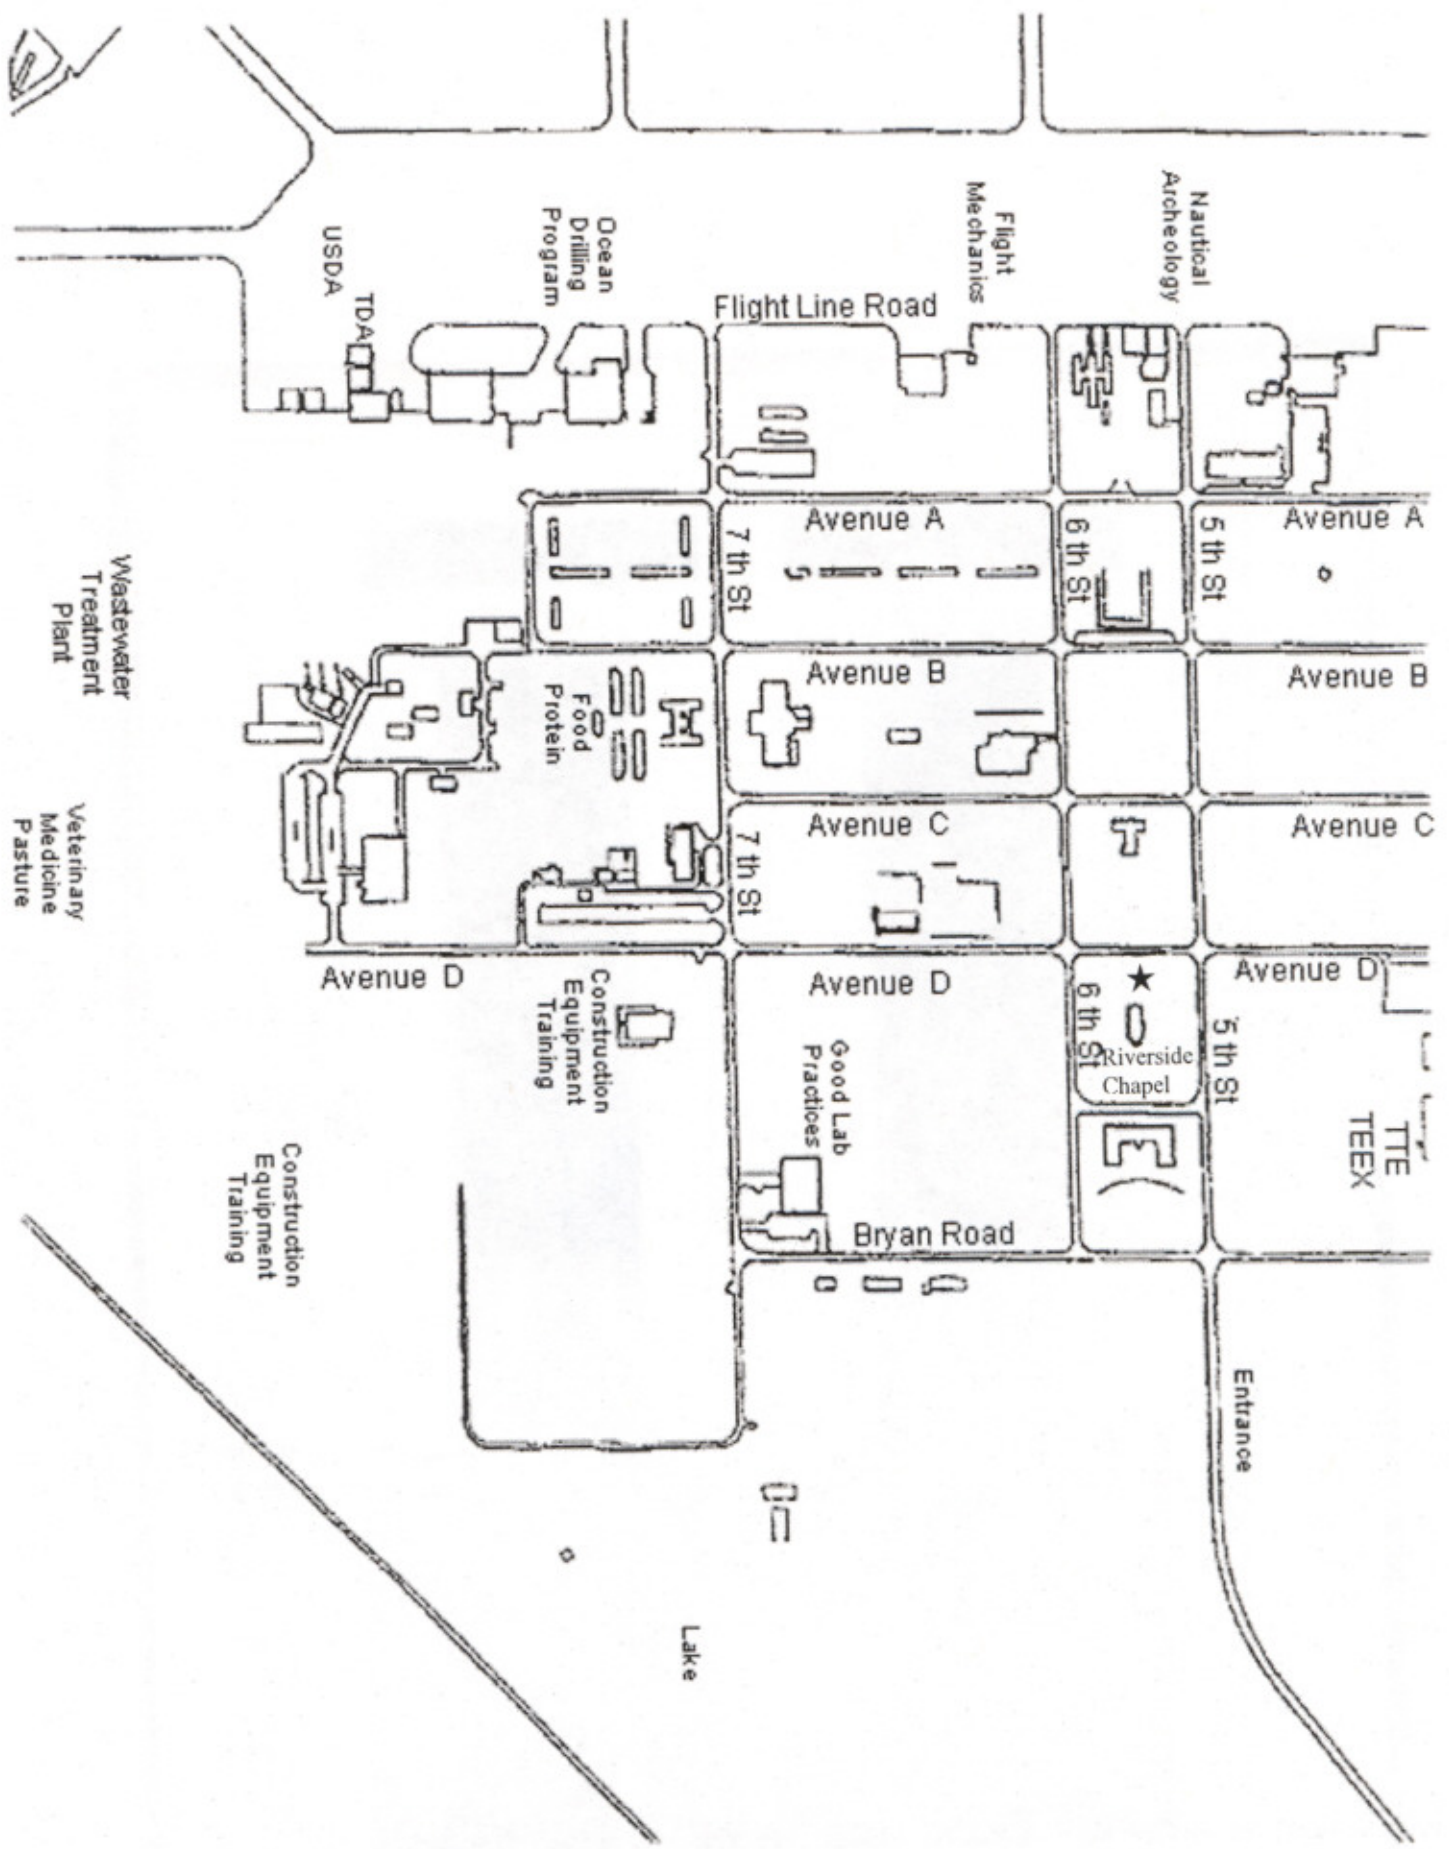 Nautical
Archeology
Flight
Mechanics
Ocean
Drilling
Program
USDA
TDA
Flight Line Road
Avenue A
Avenue A
7 th St
6 th St
5 th St
Wastewater
Treatment
Plant
Avenue B
Avenue B
Food
Protein
Veterinary
Medicine
Pasture
Avenue C
Avenue C
7 th St
Avenue D
Avenue D
Avenue D
Construction
Equipment
Training
6 th St
5 th St
Riverside
Chapel
Good Lab
Practices
TTE
TEEX
Construction
Equipment
Training
Bryan Road
Entrance
Lake